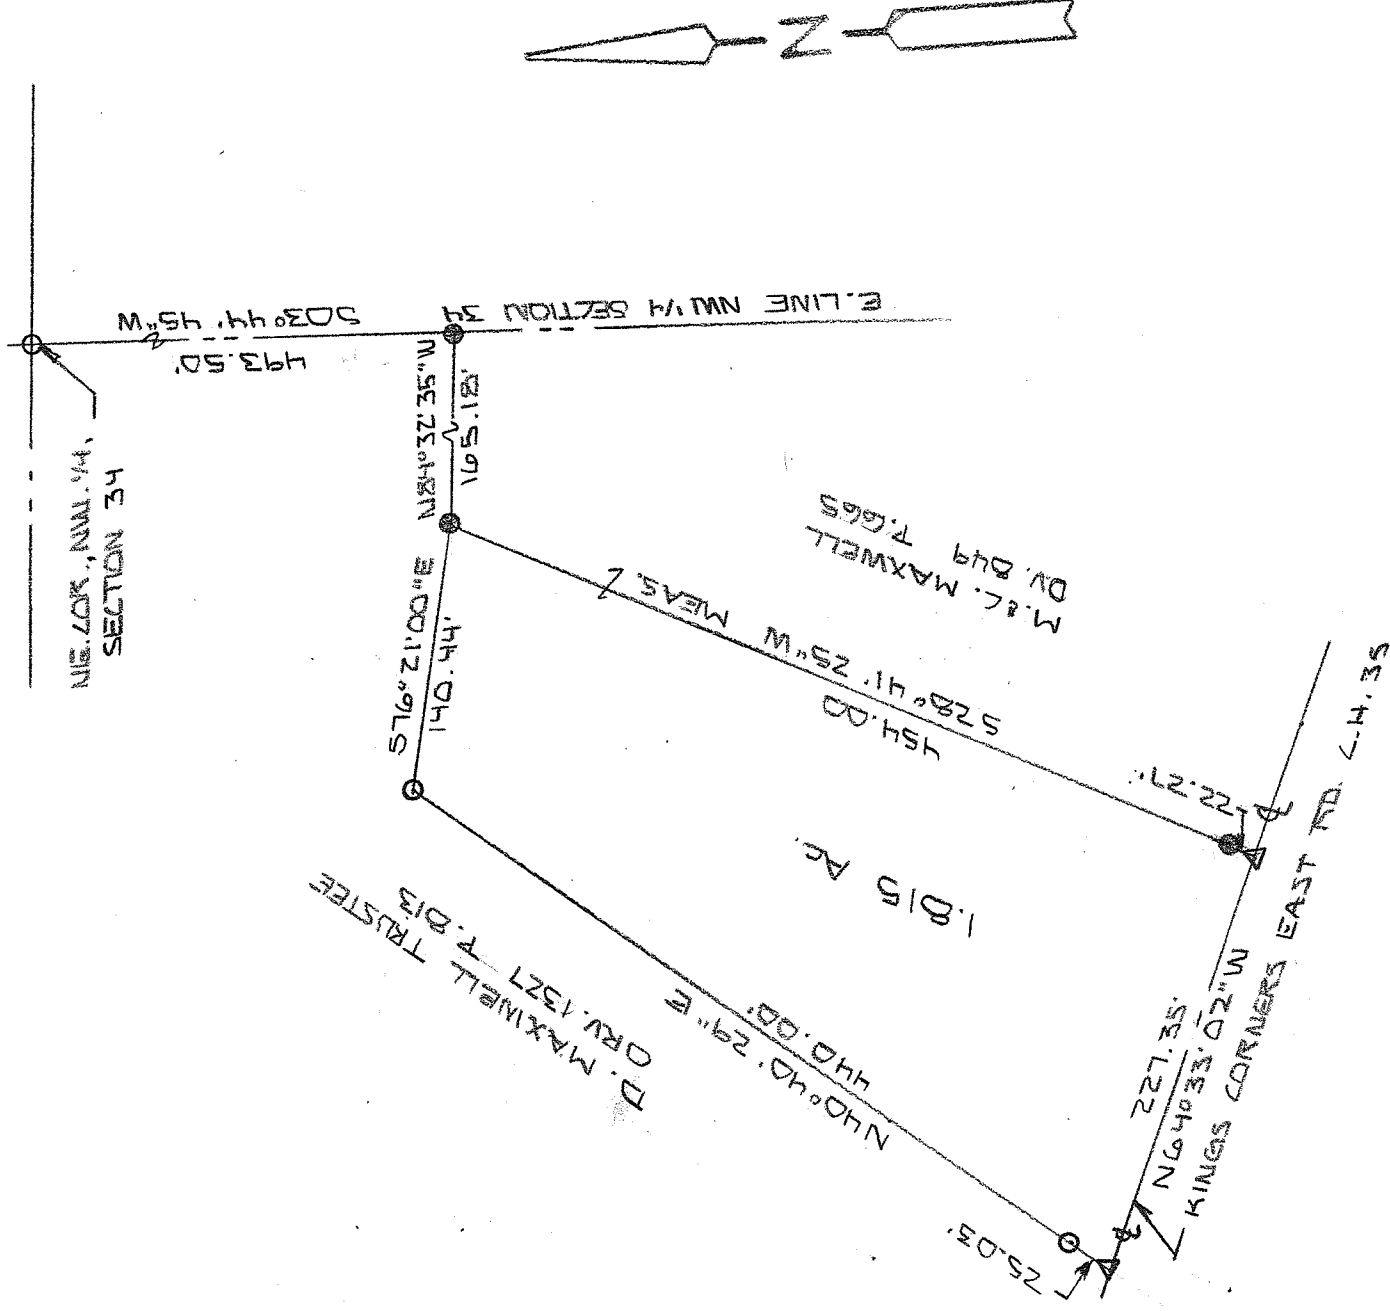 N
NE. COR., NW. 1/4,
SECTION 34
S03°44'45"W
493.50'
E. LINE NW 1/4 SECTION 34
N84°32'35"W
165.18'
S76°21'00"E
140.44'
M. & C. MAXWELL
D.V. 849 P. 665
S28°41'25"W MEAS.
454.00
22.27'
1.815 Ac.
D. MAXWELL TRUSTEE
O.R.V. 1327 P. 813
N40°40'29"E
440.00'
25.03'
227.35'
N64°33'02"W
KINGS CORNERS EAST RD. C.H. 35